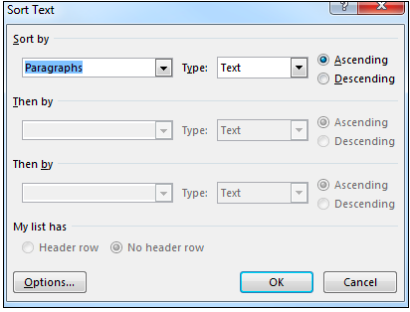 Sort Text
Sort by
Paragraphs Type: Text Ascending
Descending
Then by
Type: Text Ascending
Descending
Then by
Type: Text Ascending
Descending
My list has
Header row No header row
Options... OK Cancel